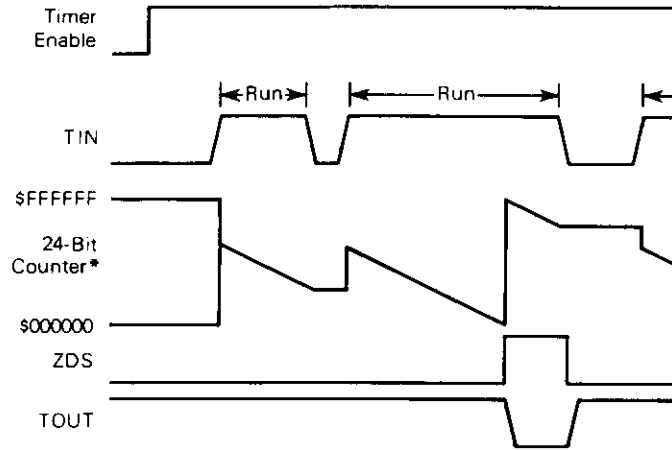 Timer
Enable
Run
Run
TIN
$FFFFFF
24-Bit
Counter*
$000000
ZDS
TOUT